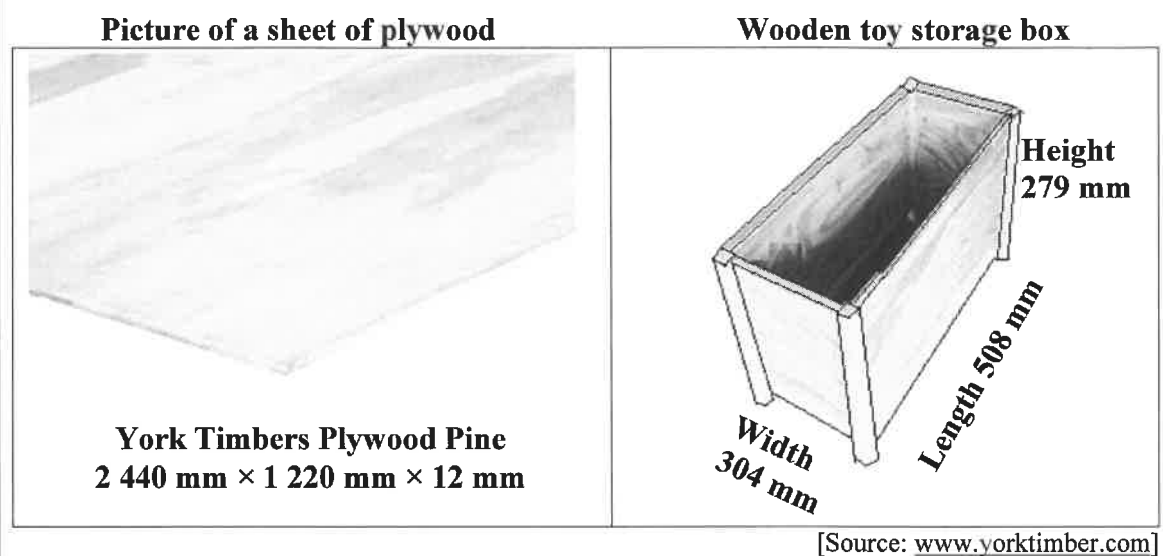 Picture of a sheet of plywood
Wooden toy storage box
York Timbers Plywood Pine
2 440 mm × 1 220 mm × 12 mm
Height
279 mm
Width
304 mm
Length 508 mm
[Source: www.yorktimber.com]